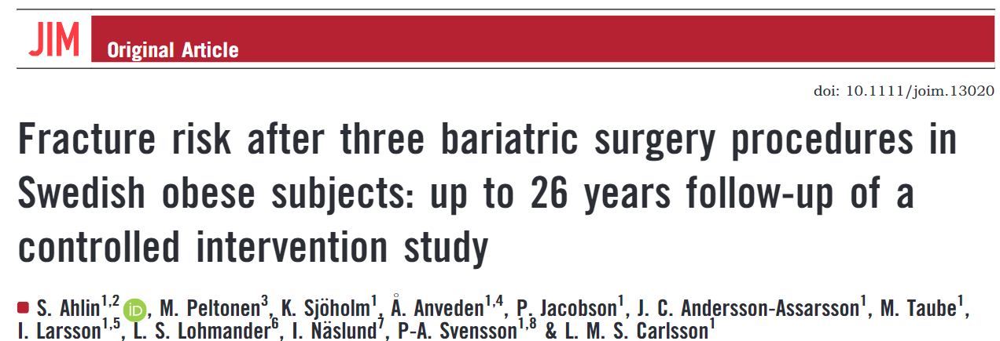 JIM Original Article
doi: 10.1111/joim.13020
Fracture risk after three bariatric surgery procedures in
Swedish obese subjects: up to 26 years follow-up of a
controlled intervention study
S. Ahlin1,2 iD, M. Peltonen3, K. Sjöholm1, Å. Anveden1,4, P. Jacobson1, J. C. Andersson-Assarsson1, M. Taube1,
I. Larsson1,5, L. S. Lohmander6, I. Näslund7, P-A. Svensson1,8 & L. M. S. Carlsson1